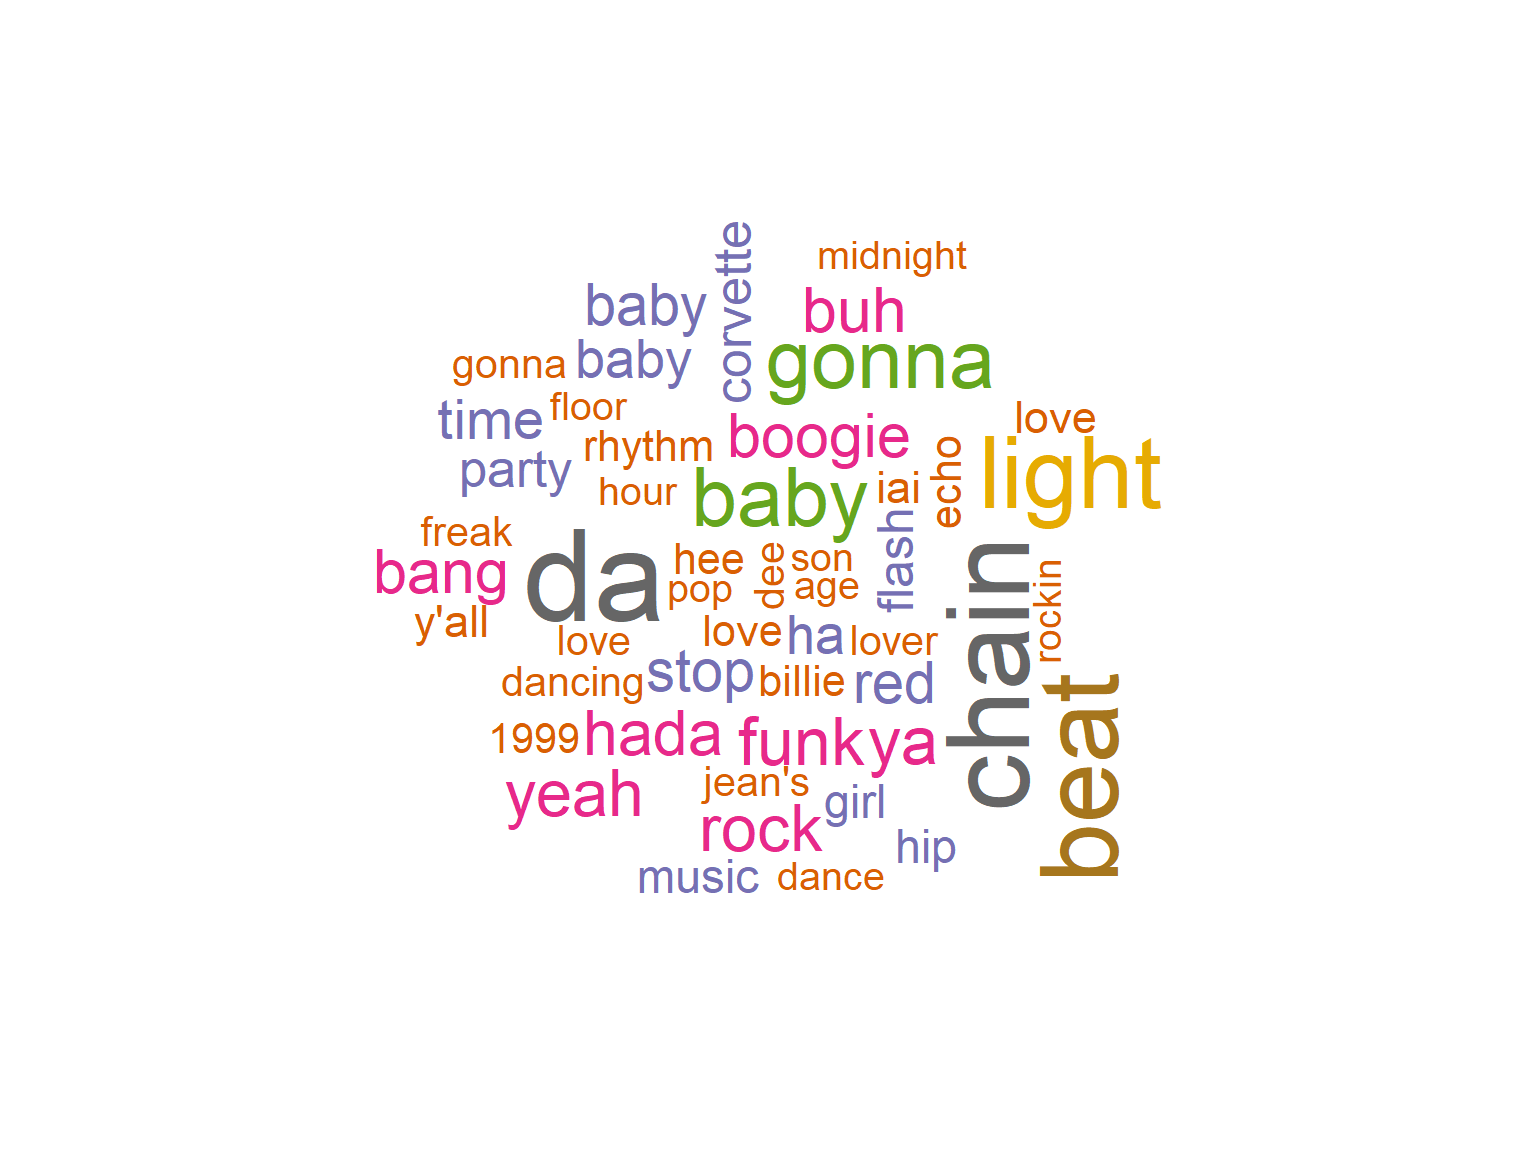 midnight
corvette
baby
buh
gonna
baby
gonna
love
floor
time
boogie
rhythm
light
party
echo
hour
baby
iai
freak
flash
da
bang
hee
dee
son
pop
age
chain
rockin
y'all
love
love
ha
lover
dancing
stop
billie
red
beat
1999
hada
funkya
jean's
yeah
girl
rock
hip
music
dance